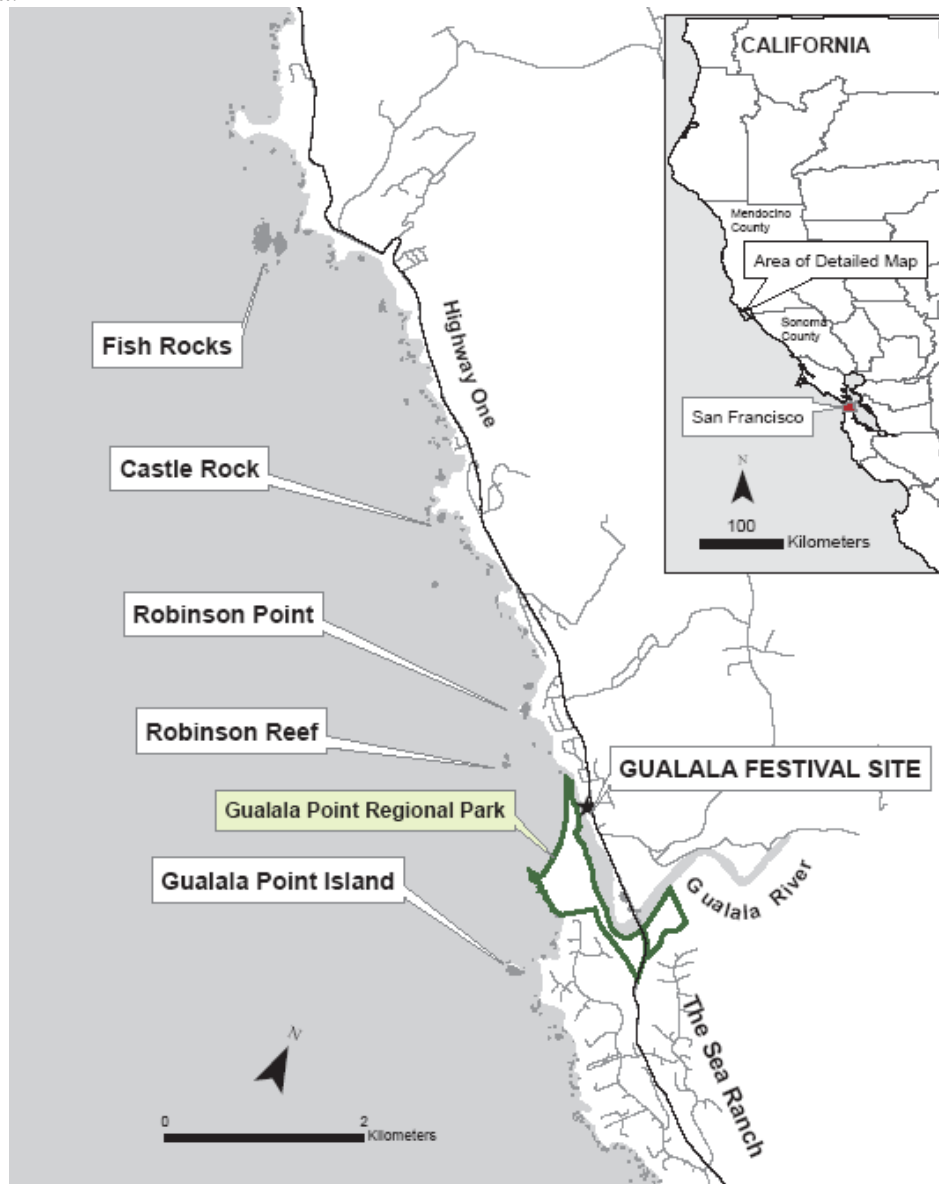 CALIFORNIA
Mendocino
County
Area of Detailed Map
Sonoma
County
San Francisco
N
100
Kilometers
Highway One
Fish Rocks
Castle Rock
Robinson Point
Robinson Reef
GUALALA FESTIVAL SITE
Gualala Point Regional Park
Gualala Point Island
Gualala River
The Sea Ranch
N
0
2
Kilometers